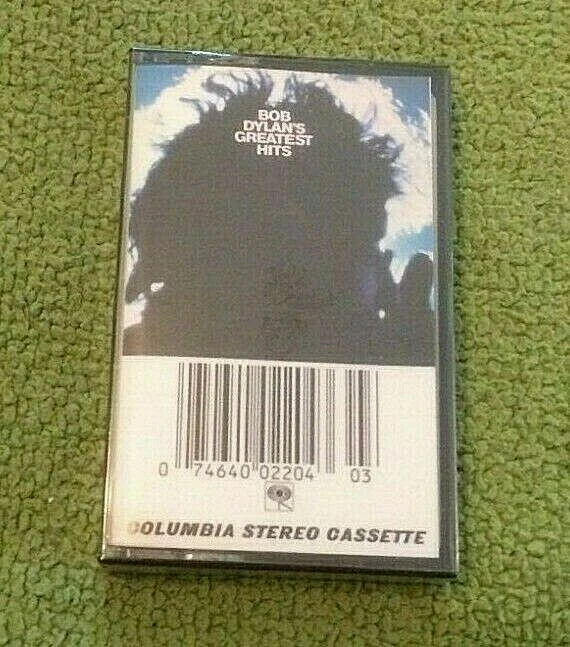 BOB
DYLAN'S
GREATEST
HITS
0 74640 02204 03
COLUMBIA STEREO CASSETTE